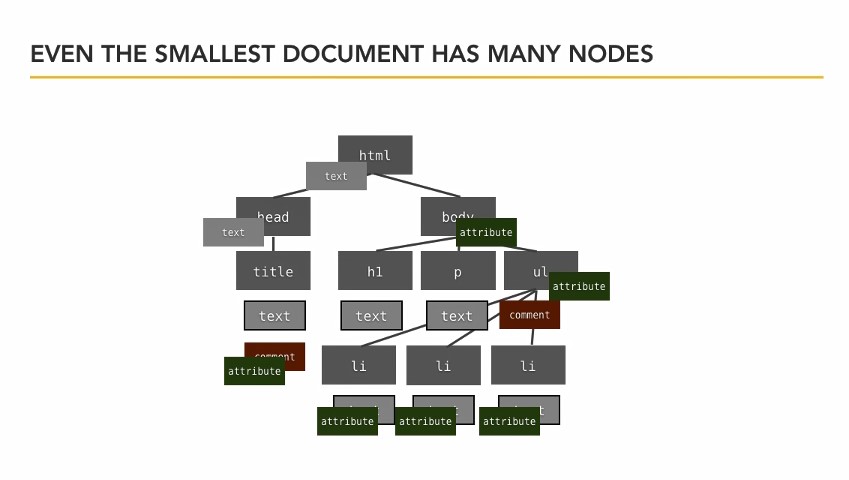 EVEN THE SMALLEST DOCUMENT HAS MANY NODES
html
text
head
body
text
attribute
title
h1
p
ul
attribute
text
text
text
comment
comment
attribute
li
li
li
attribute
attribute
attribute